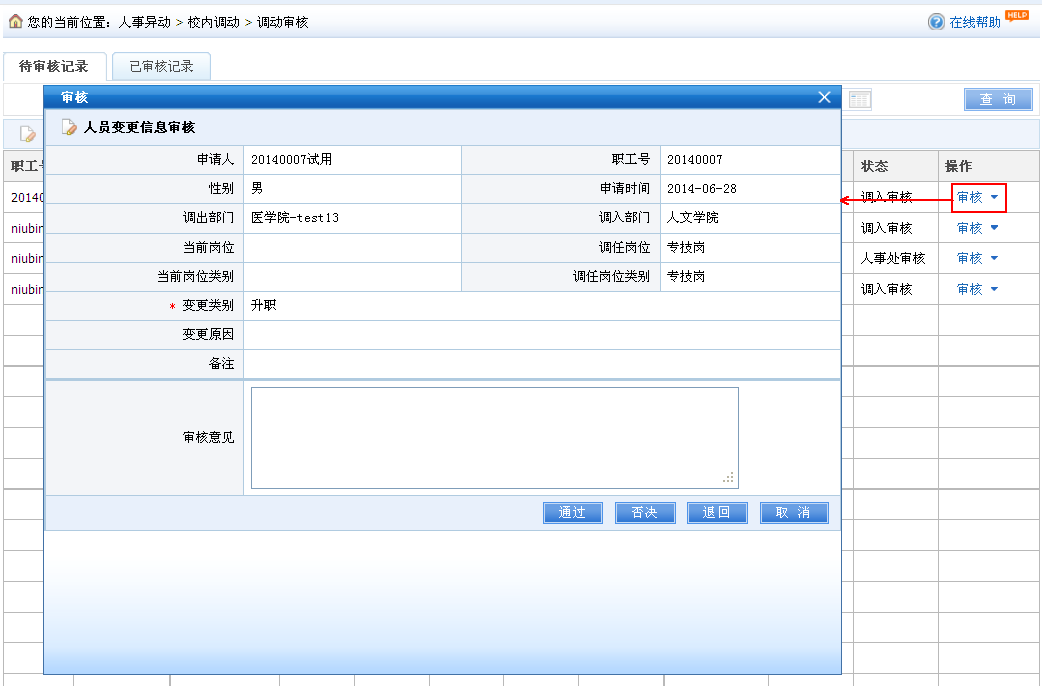 您的当前位置：人事异动 > 校内调动 > 调动审核
在线帮助 HELP
待审核记录 已审核记录
审核
查 询
人员变更信息审核
申请人 20140007试用 职工号 20140007
性别 男 申请时间 2014-06-28
调出部门 医学院-test13 调入部门 人文学院
当前岗位 调任岗位 专技岗
当前岗位类别 调任岗位类别 专技岗
* 变更类别 升职
变更原因
备注
审核意见
通过 否决 退回 取 消
职工号 状态 操作
20140 调入审核 审核
niubin 调入审核 审核
niubin 人事处审核 审核
niubin 调入审核 审核